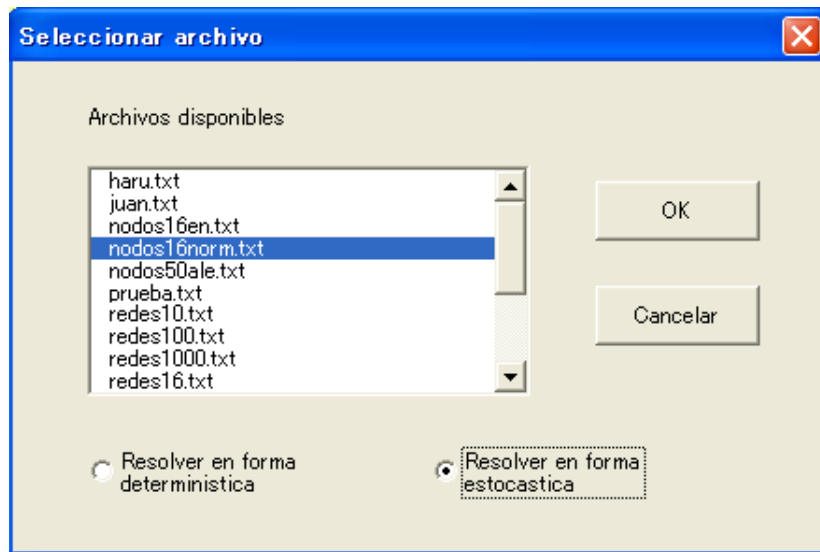 Seleccionar archivo
Archivos disponibles
haru.txt
juan.txt
nodos16en.txt
nodos16norm.txt
nodos50ale.txt
prueba.txt
redes10.txt
redes100.txt
redes1000.txt
redes16.txt
OK
Cancelar
Resolver en forma
deterministica
Resolver en forma
estocastica